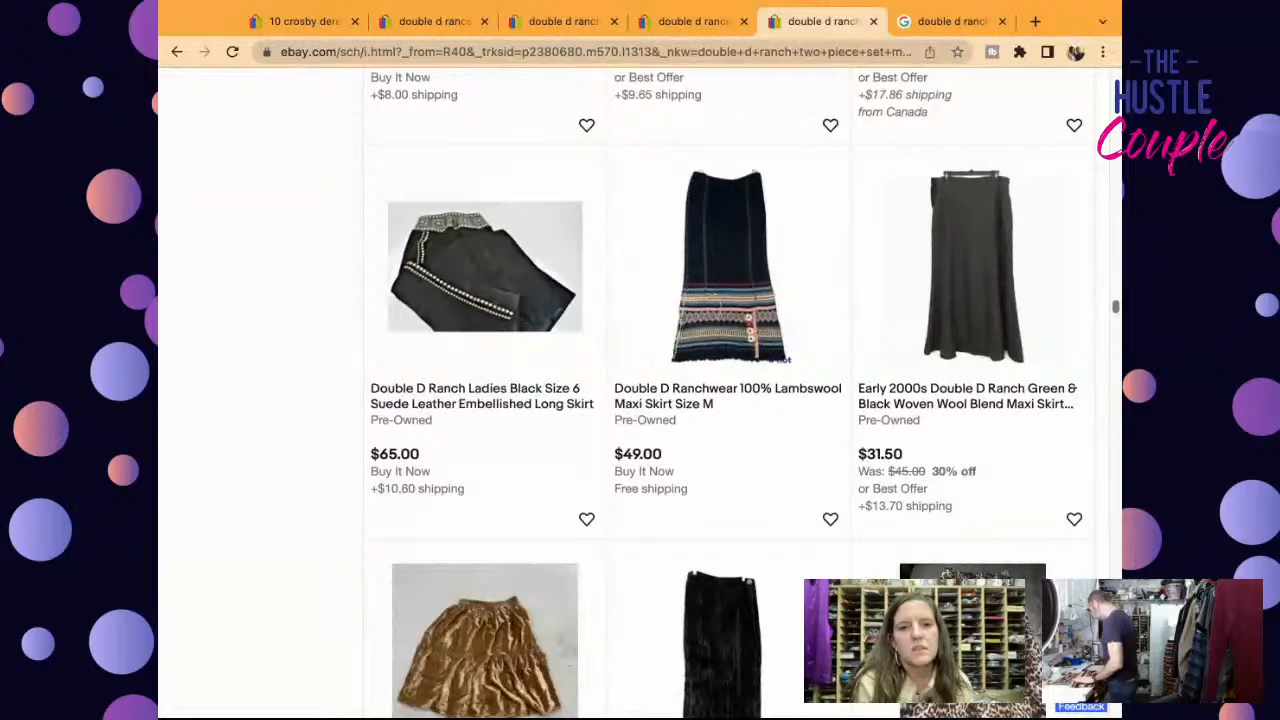 10 crosby dere
double d ranc
double d ranc
double d ranc
double d ranc
double d ranc
ebay.com/sch/i.html?_from=R40&_trksid=p2380680.m570.l1313&_nkw=double+d+ranch+two+piece+set+m...
-THE-
HUSTLE
Couple
Buy It Now
+$8.00 shipping
or Best Offer
+$9.65 shipping
or Best Offer
+$17.86 shipping
from Canada
Double D Ranch Ladies Black Size 6
Suede Leather Embellished Long Skirt
Pre-Owned
$65.00
Buy It Now
+$10.60 shipping
Double D Ranchwear 100% Lambswool
Maxi Skirt Size M
Pre-Owned
$49.00
Buy It Now
Free shipping
Early 2000s Double D Ranch Green &
Black Woven Wool Blend Maxi Skirt...
Pre-Owned
$31.50
Was: $45.00 30% off
or Best Offer
+$13.70 shipping
Feedback